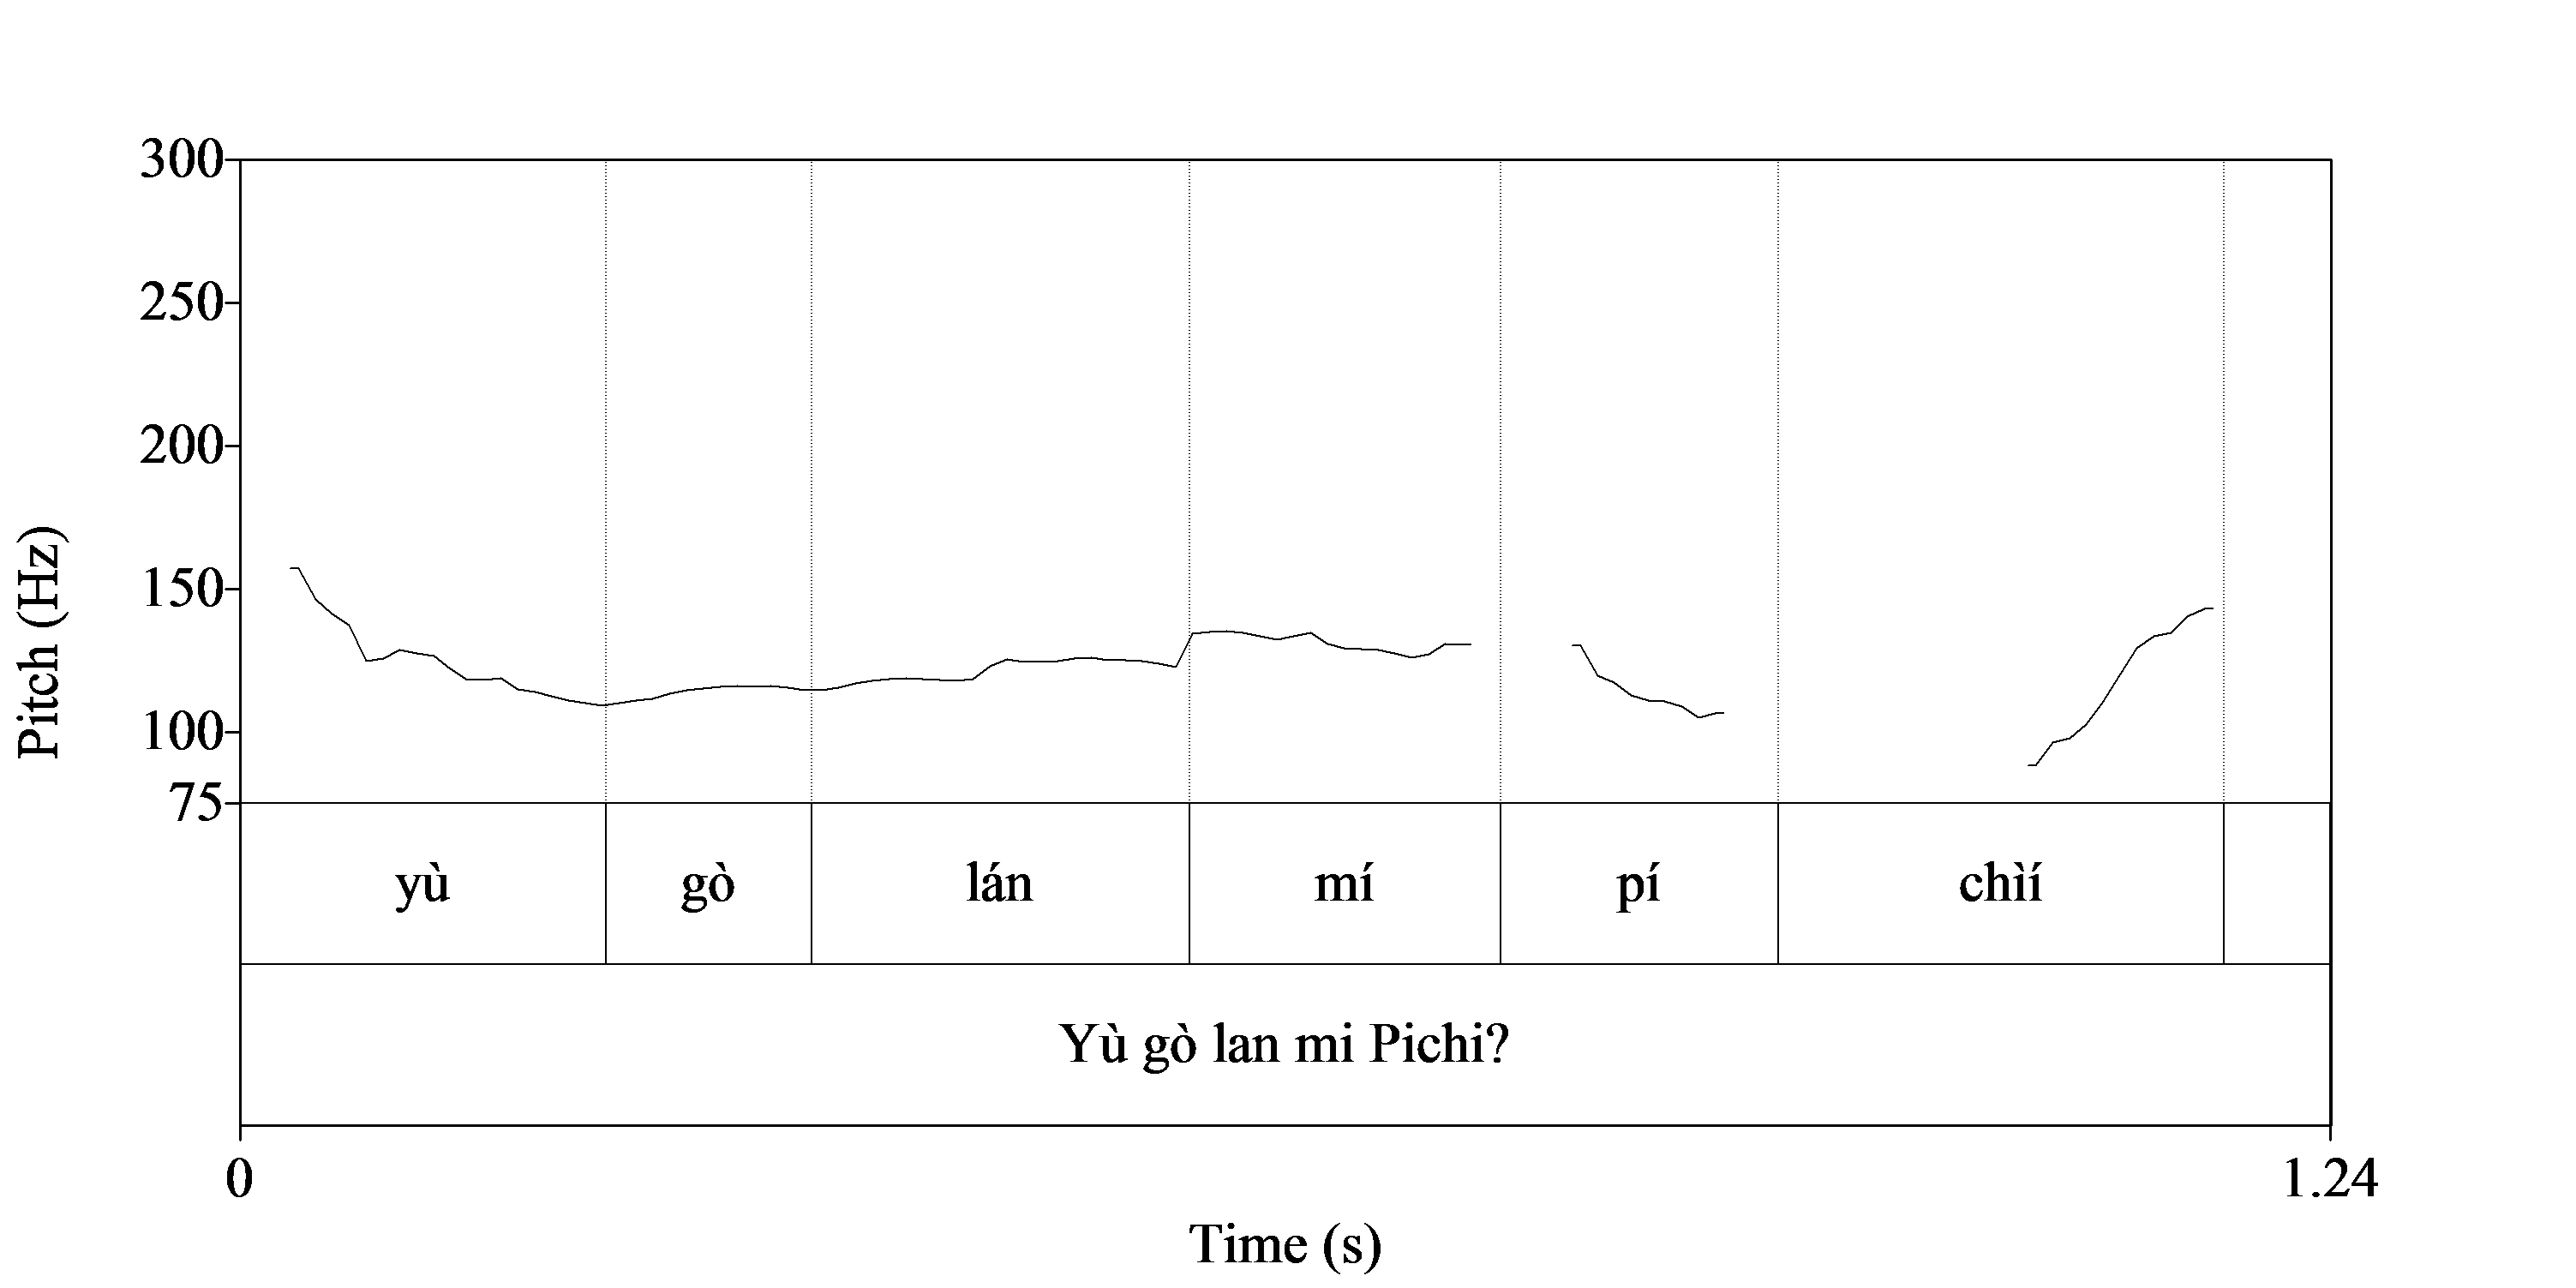 300
250
200
150
100
75
Pitch (Hz)
yù gò lán mí pí chìí
Yù gò lan mi Pichi?
0 1.24
Time (s)